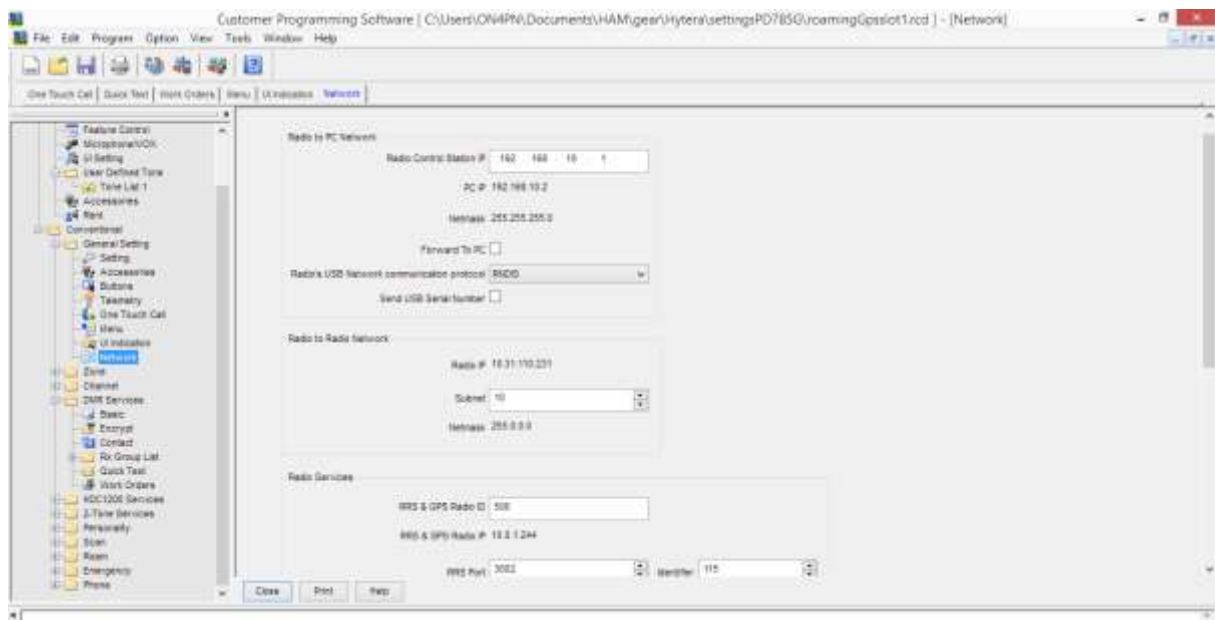 Customer Programming Software [ C:\Users\ON4PN\Documents\HAM\gear\Hytera\settingsPD785G\roamingGpsslot1.rcd ] - [Network]
File Edit Program Option View Tools Window Help
One Touch Call Quick Text Work Orders Menu UI Indication Network
Feature Control
Microphone/VOX
UI Setting
User Defined Tone
Tone List 1
Accessories
Rent
Conventional
General Setting
Setting
Accessories
Buttons
Telemetry
One Touch Call
Menu
UI Indication
Network
Zone
Channel
DMR Services
Basic
Encrypt
Contact
Rx Group List
Quick Text
Work Orders
HDC1200 Services
2-Tone Services
Personality
Scan
Roam
Emergency
Phone
Radio to PC Network
Radio Control Station IP 192 . 168 . 10 . 1
PC IP 192.168.10.2
Netmask 255.255.255.0
Forward To PC
Radio's USB Network communication protocol RNDIS
Send USB Serial Number
Radio to Radio Network
Radio IP 10.31.110.231
Subnet 10
Netmask 255.0.0.0
Radio Services
RRS & GPS Radio ID 500
RRS & GPS Radio IP 10.0.1.244
RRS Port 3002 Identifier 115
Close Print Help